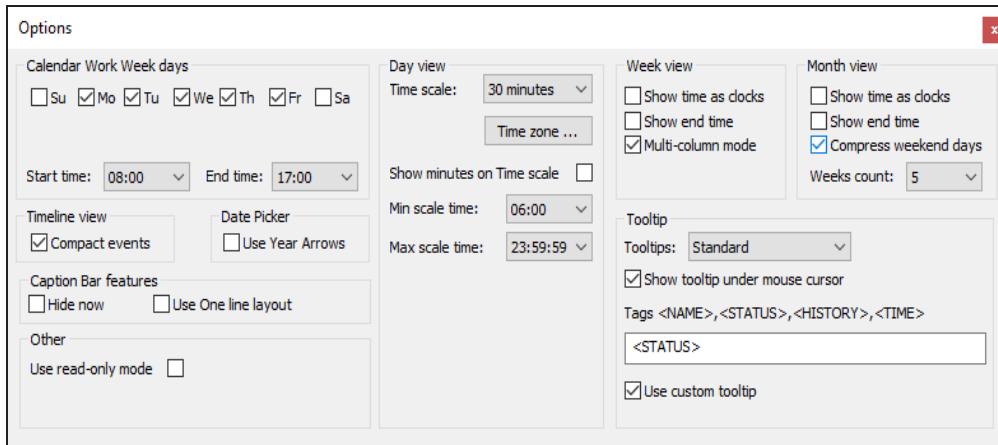 Options
x
Calendar Work Week days
Su Mo Tu We Th Fr Sa
Start time: 08:00 End time: 17:00
Timeline view
Compact events
Date Picker
Use Year Arrows
Caption Bar features
Hide now Use One line layout
Other
Use read-only mode
Day view
Time scale: 30 minutes
Time zone ...
Show minutes on Time scale
Min scale time: 06:00
Max scale time: 23:59:59
Week view
Show time as clocks
Show end time
Multi-column mode
Month view
Show time as clocks
Show end time
Compress weekend days
Weeks count: 5
Tooltip
Tooltips: Standard
Show tooltip under mouse cursor
Tags <NAME>,<STATUS>,<HISTORY>,<TIME>
<STATUS>
Use custom tooltip